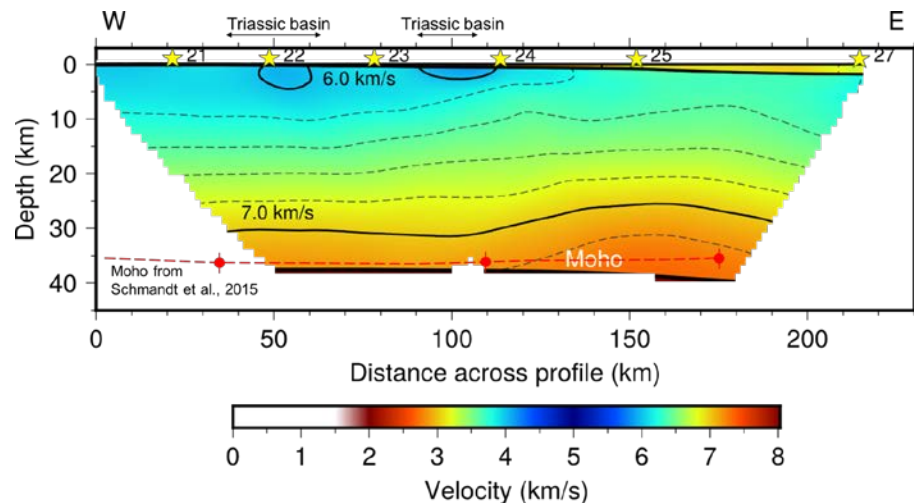 W Triassic basin Triassic basin E
21 22 23 24 25 27
0
6.0 km/s
10
20
30
40
Depth (km)
7.0 km/s
Moho
Moho from
Schmandt et al., 2015
0 50 100 150 200
Distance across profile (km)
0 1 2 3 4 5 6 7 8
Velocity (km/s)